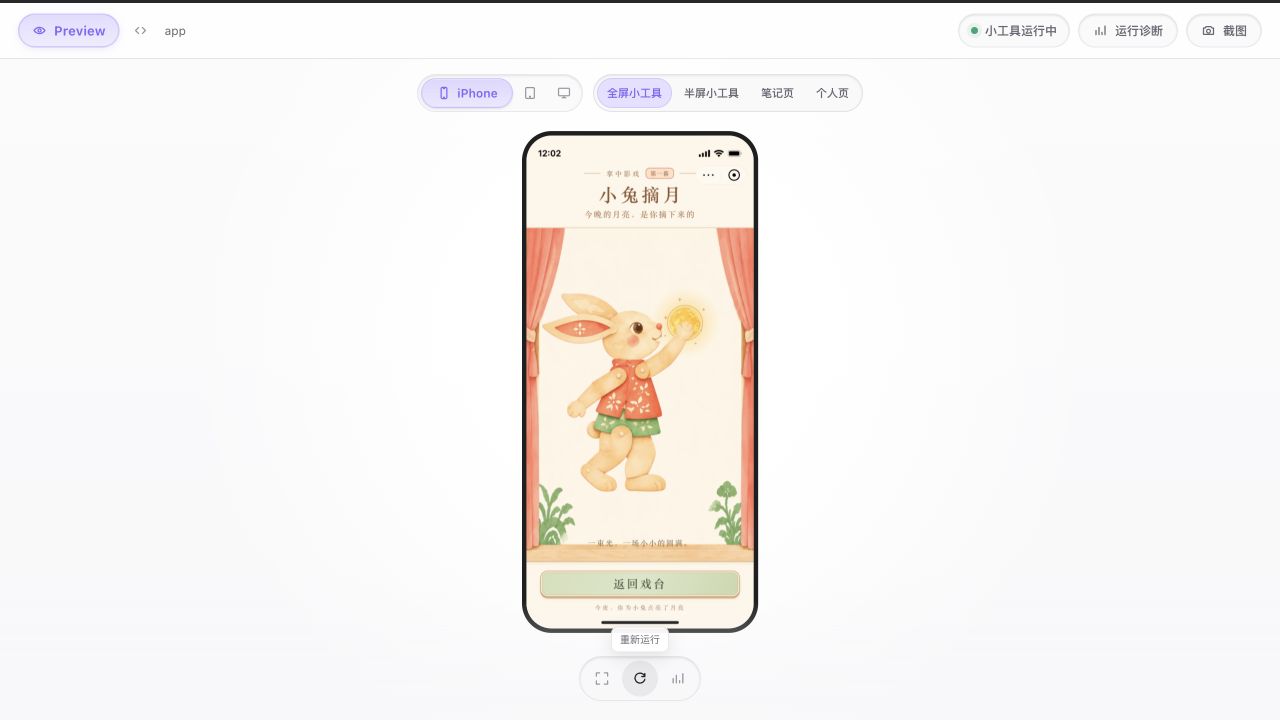 Preview
app
小工具运行中
运行诊断
截图
iPhone
全屏小工具
半屏小工具
笔记页
个人页
12:02
掌中影戏
第一幕
小兔摘月
今晚的月亮，是你摘下来的
一束光，一场小小的圆满。
返回戏台
今夜，你为小兔点亮了月亮
重新运行